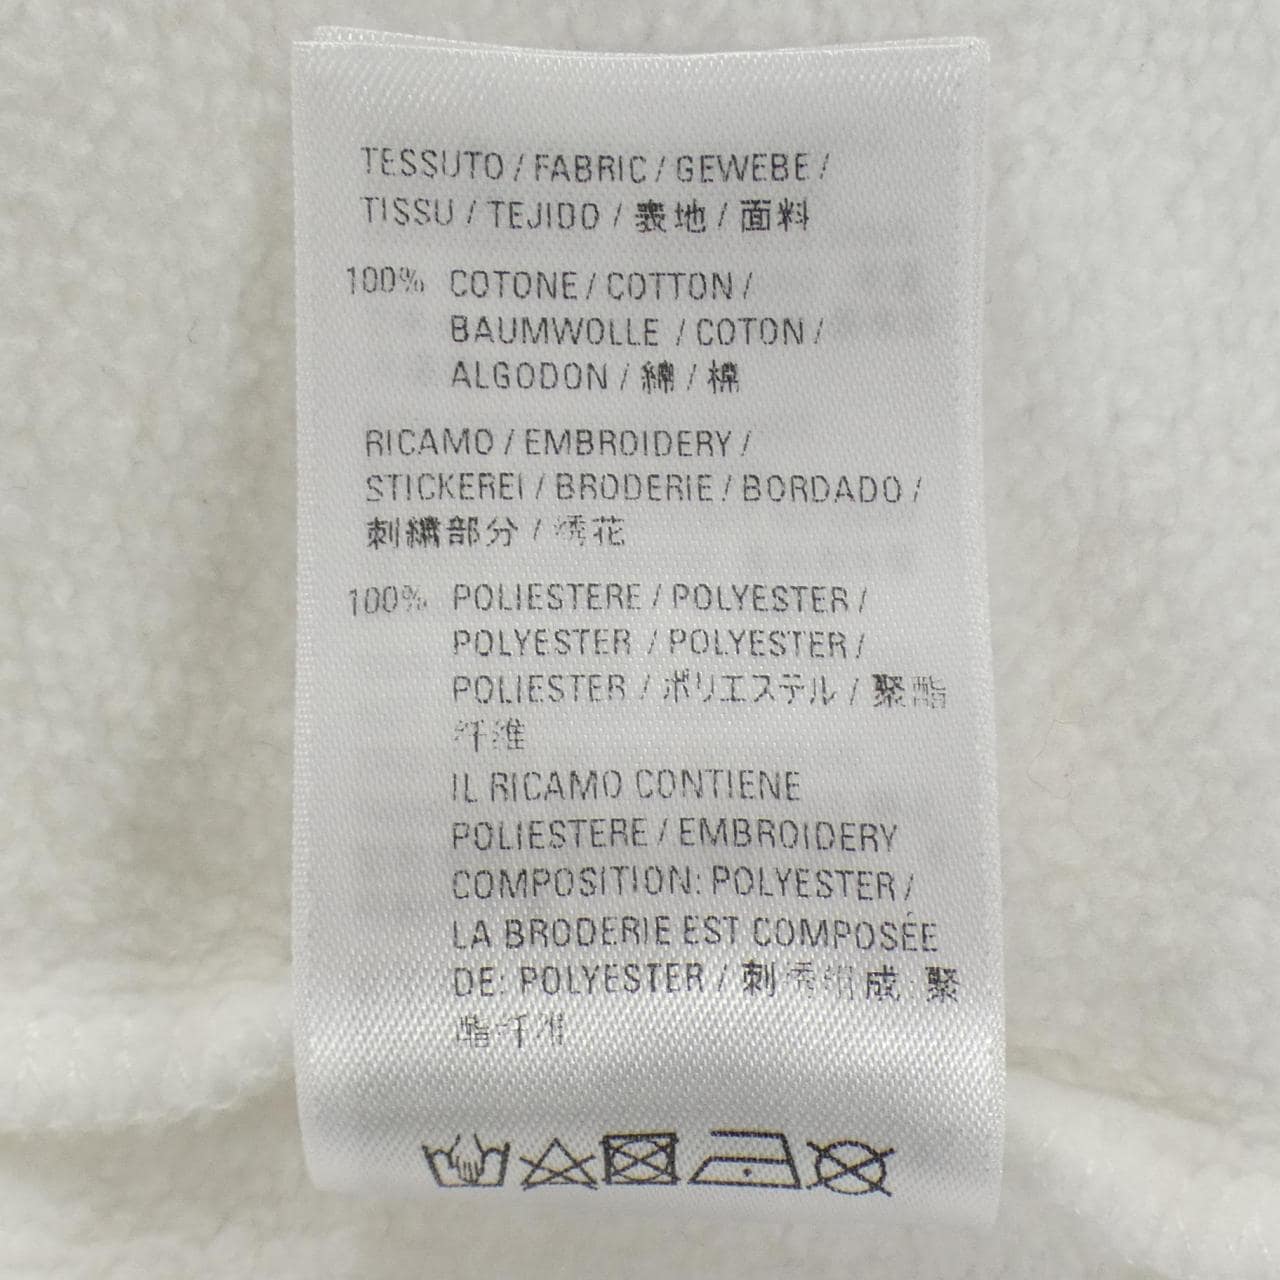 TESSUTO / FABRIC / GEWEBE /
TISSU / TEJIDO / 表地 / 面料
100% COTONE / COTTON /
BAUMWOLLE / COTON /
ALGODON / 綿 / 棉
RICAMO / EMBROIDERY /
STICKEREI / BRODERIE / BORDADO /
刺繍部分 / 绣花
100% POLIESTERE / POLYESTER /
POLYESTER / POLYESTER /
POLIESTER / ポリエステル / 聚酯
纤维
IL RICAMO CONTIENE
POLIESTERE / EMBROIDERY
COMPOSITION: POLYESTER /
LA BRODERIE EST COMPOSÉE
DE: POLYESTER / 刺绣组成: 聚
酯纤维